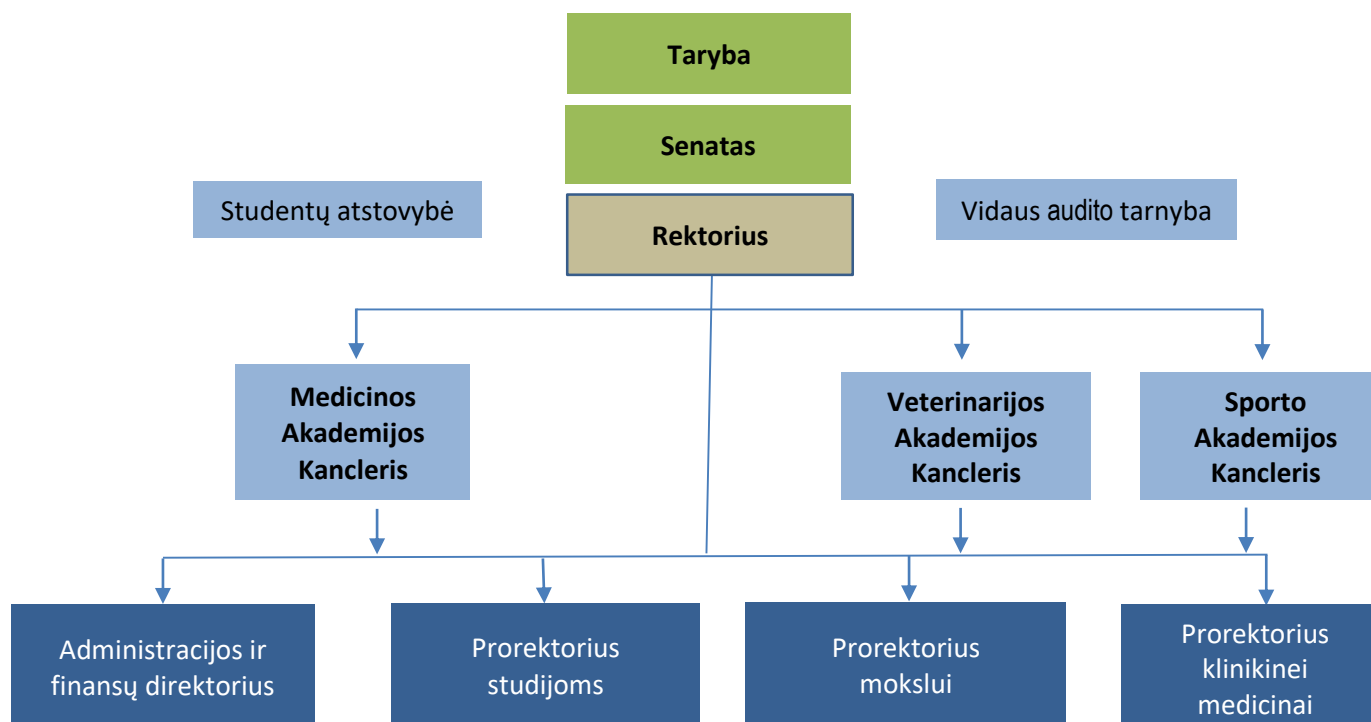 Taryba
Senatas
Studentų atstovybė
Vidaus audito tarnyba
Rektorius
Medicinos
Akademijos
Kancleris
Veterinarijos
Akademijos
Kancleris
Sporto
Akademijos
Kancleris
Administracijos ir
finansų direktorius
Prorektorius
studijoms
Prorektorius
mokslui
Prorektorius
klinikinei
medicinai